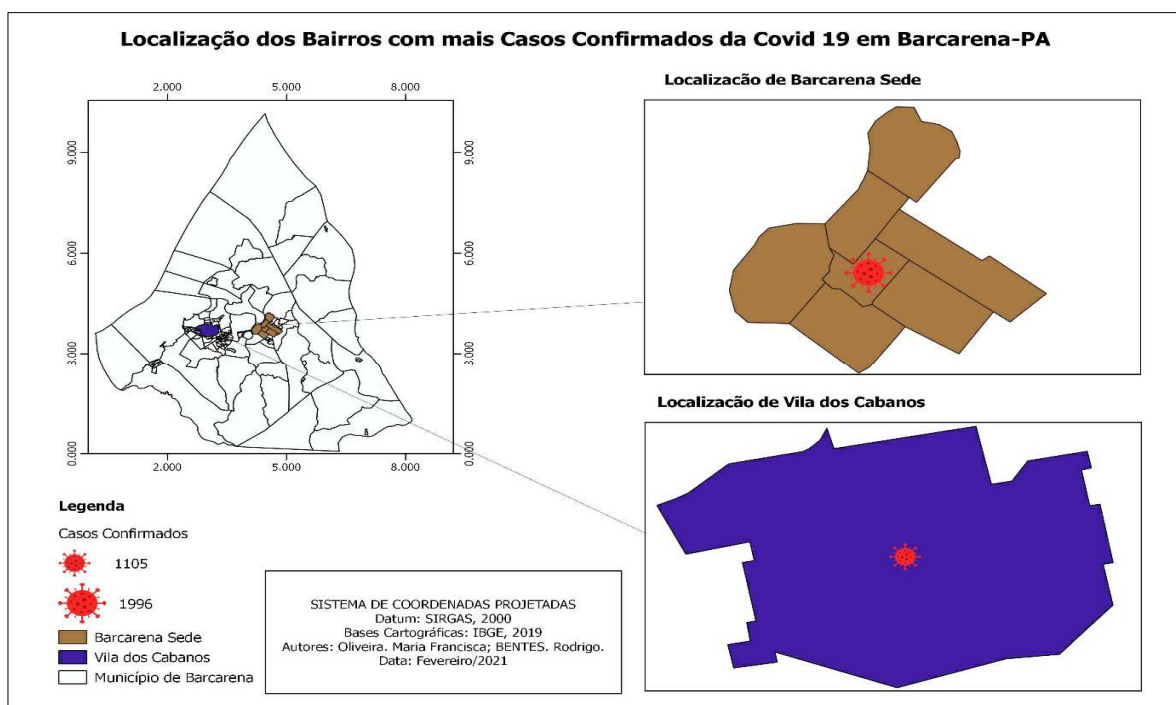 Localização dos Bairros com mais Casos Confirmados da Covid 19 em Barcarena-PA
2.000 5.000 8.000
9.000 9.000
6.000 6.000
3.000 3.000
0.000 0.000
2.000 5.000 8.000
Localização de Barcarena Sede
Localização de Vila dos Cabanos
Legenda
Casos Confirmados
1105
1996
Barcarena Sede
Vila dos Cabanos
Município de Barcarena
SISTEMA DE COORDENADAS PROJETADAS
Datum: SIRGAS, 2000
Bases Cartográficas: IBGE, 2019
Autores: Oliveira. Maria Francisca; BENTES. Rodrigo.
Data: Fevereiro/2021